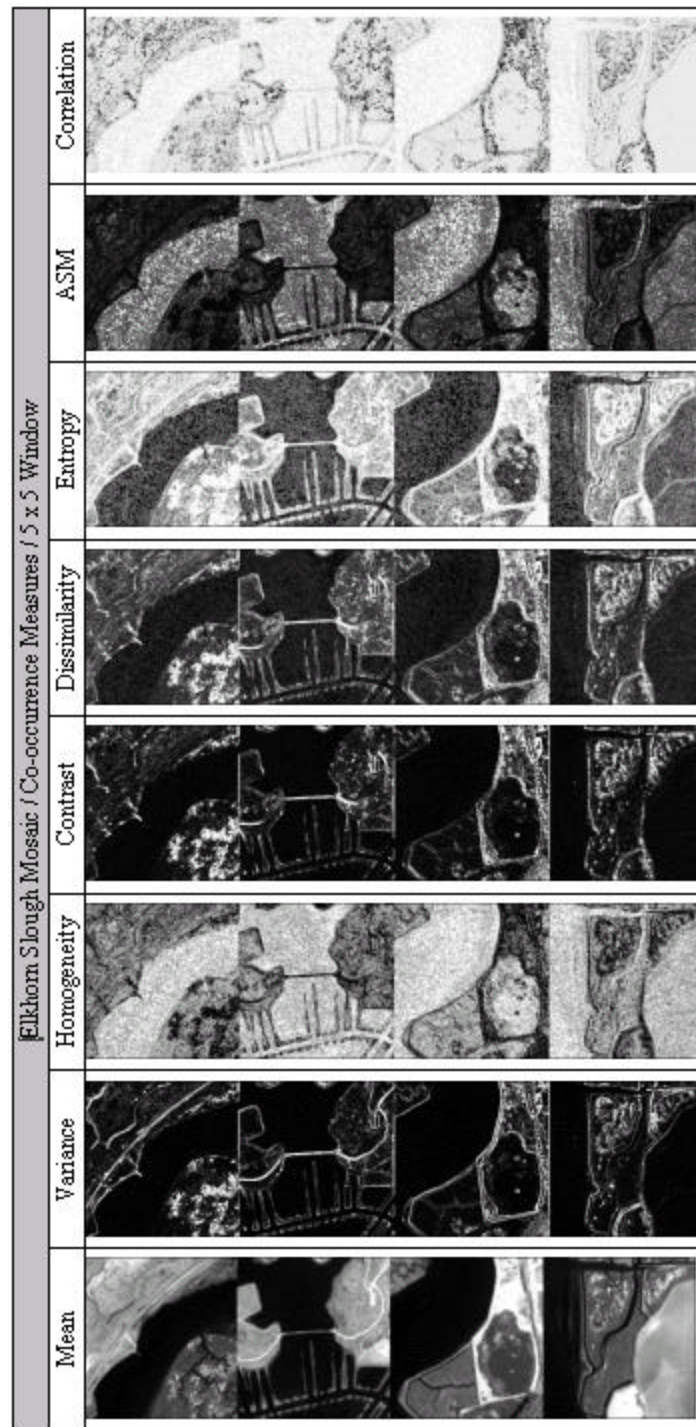 Elkhorn Slough Mosaic / Co-occurrence Measures / 5 x 5 Window
Mean
Variance
Homogeneity
Contrast
Dissimilarity
Entropy
ASM
Correlation